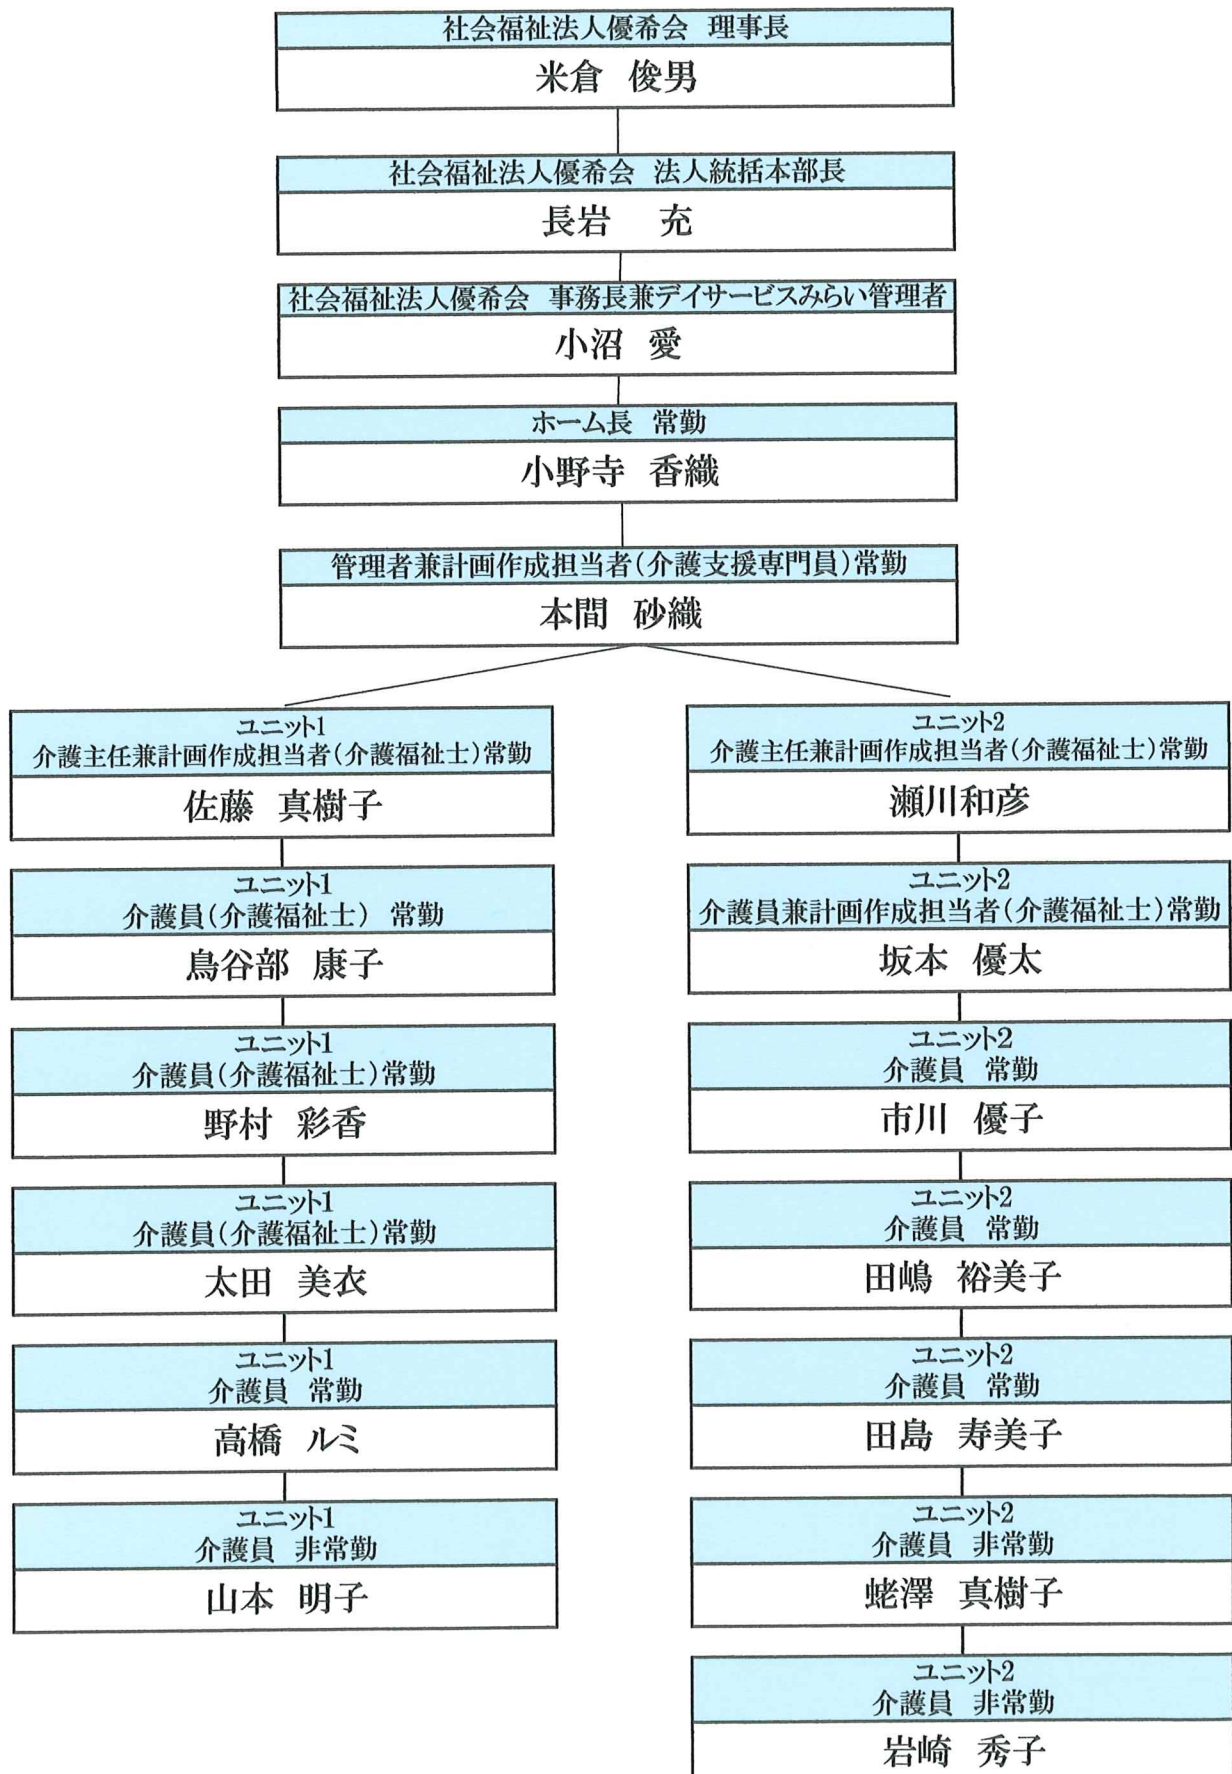 社会福祉法人優希会 理事長
米倉 俊男
社会福祉法人優希会 法人統括本部長
長岩 充
社会福祉法人優希会 事務長兼デイサービスみらい管理者
小沼 愛
ホーム長 常勤
小野寺 香織
管理者兼計画作成担当者(介護支援専門員)常勤
本間 砂織
ユニット1
介護主任兼計画作成担当者(介護福祉士)常勤
佐藤 真樹子
ユニット1
介護員(介護福祉士) 常勤
鳥谷部 康子
ユニット1
介護員(介護福祉士)常勤
野村 彩香
ユニット1
介護員(介護福祉士)常勤
太田 美衣
ユニット1
介護員 常勤
高橋 ルミ
ユニット1
介護員 非常勤
山本 明子
ユニット2
介護主任兼計画作成担当者(介護福祉士)常勤
瀬川和彦
ユニット2
介護員兼計画作成担当者(介護福祉士)常勤
坂本 優太
ユニット2
介護員 常勤
市川 優子
ユニット2
介護員 常勤
田嶋 裕美子
ユニット2
介護員 常勤
田島 寿美子
ユニット2
介護員 非常勤
蛯澤 真樹子
ユニット2
介護員 非常勤
岩崎 秀子